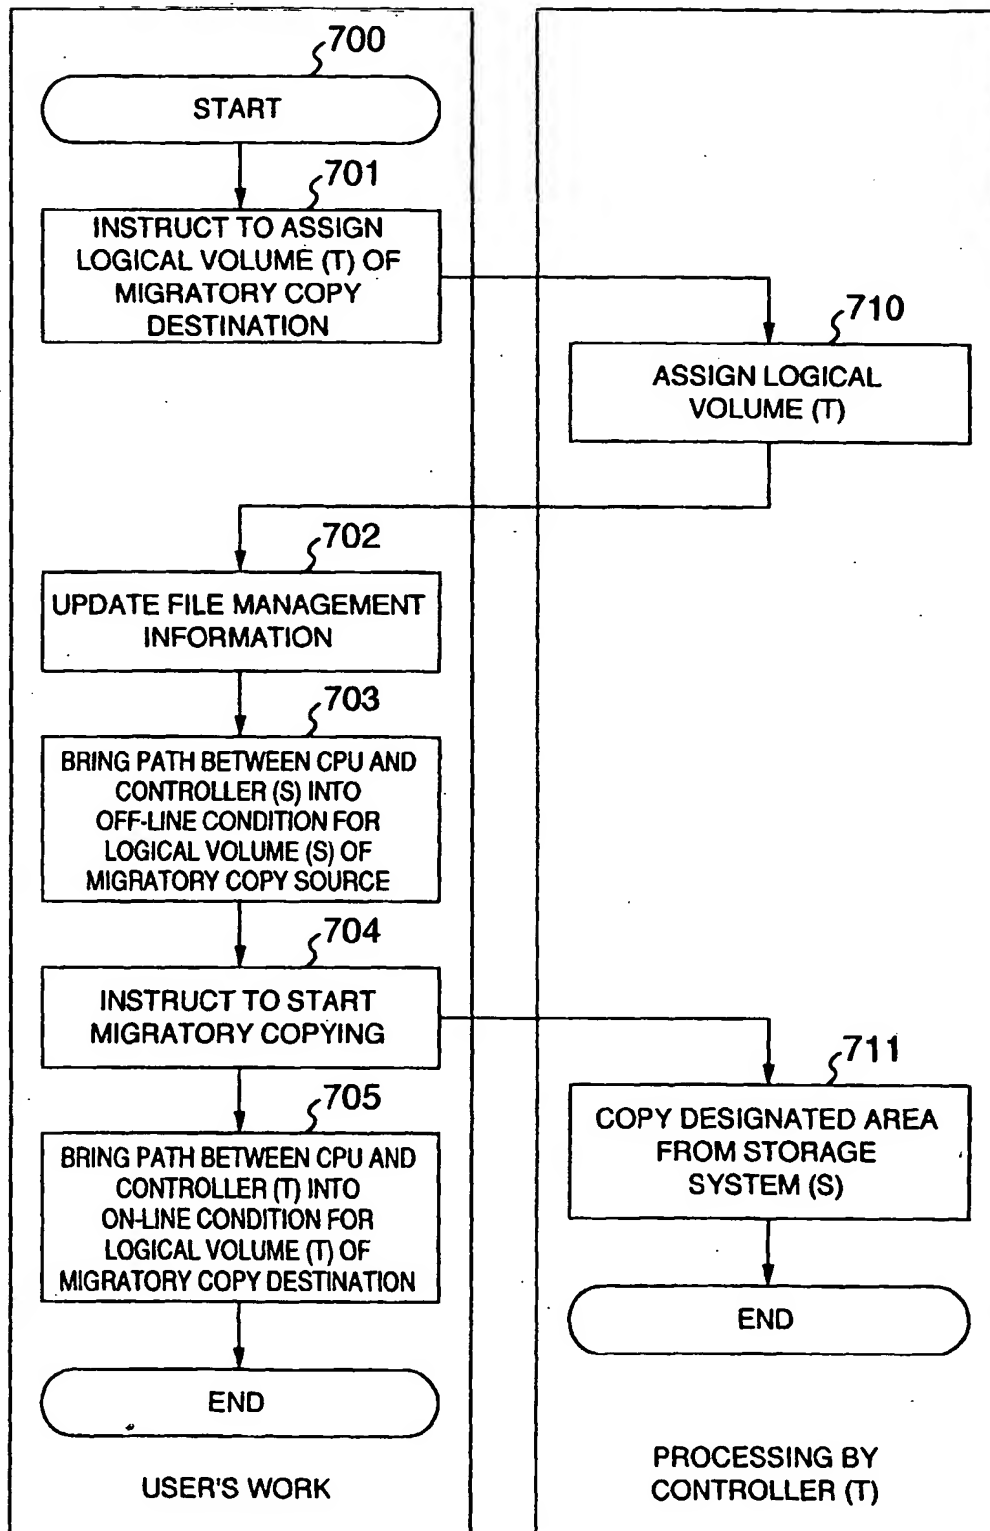 700
START
701
INSTRUCT TO ASSIGN
LOGICAL VOLUME (T) OF
MIGRATORY COPY
DESTINATION
710
ASSIGN LOGICAL
VOLUME (T)
702
UPDATE FILE MANAGEMENT
INFORMATION
703
BRING PATH BETWEEN CPU AND
CONTROLLER (S) INTO
OFF-LINE CONDITION FOR
LOGICAL VOLUME (S) OF
MIGRATORY COPY SOURCE
704
INSTRUCT TO START
MIGRATORY COPYING
711
COPY DESIGNATED AREA
FROM STORAGE
SYSTEM (S)
705
BRING PATH BETWEEN CPU AND
CONTROLLER (T) INTO
ON-LINE CONDITION FOR
LOGICAL VOLUME (T) OF
MIGRATORY COPY DESTINATION
END
END
USER'S WORK
PROCESSING BY
CONTROLLER (T)